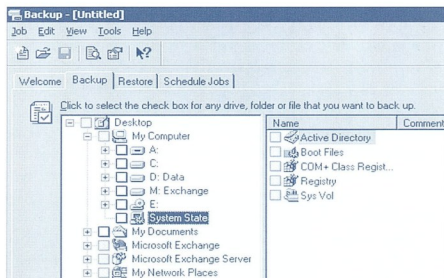 Backup - [Untitled]
Job Edit View Tools Help
Welcome Backup Restore Schedule Jobs
Click to select the check box for any drive, folder or file that you want to back up.
Desktop
My Computer
A:
C:
D: Data
M: Exchange
E:
System State
My Documents
Microsoft Exchange
Microsoft Exchange Server
My Network Places
Name Comment
Active Directory
Boot Files
COM+ Class Regist...
Registry
Sys Vol